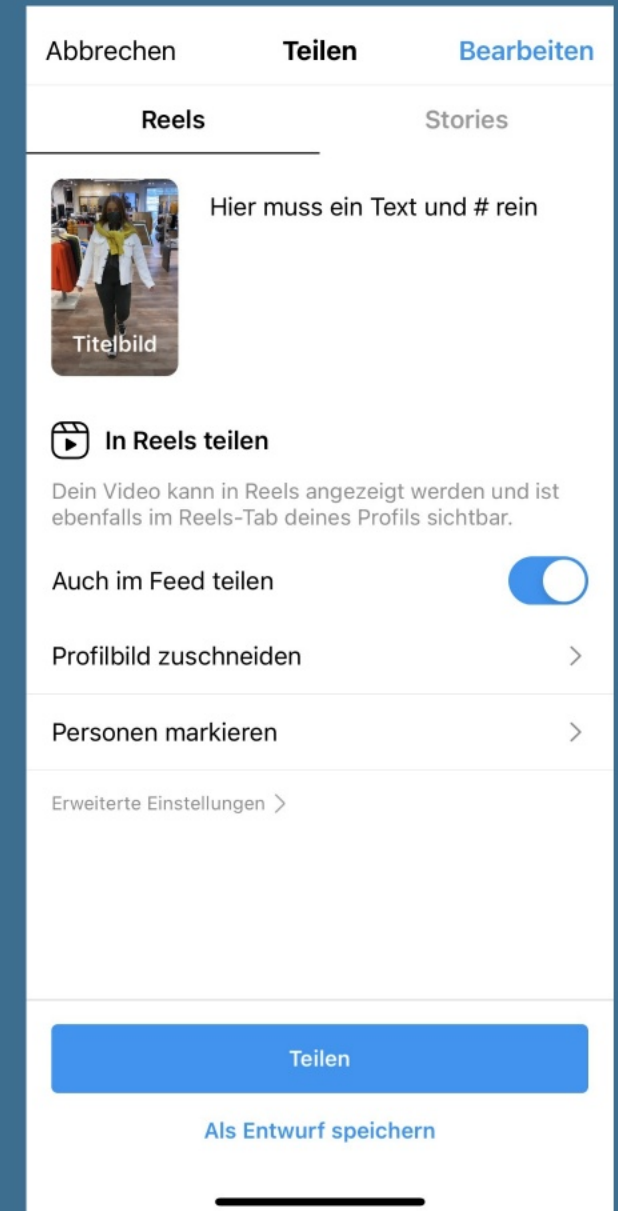 Abbrechen Teilen Bearbeiten
Reels Stories
Hier muss ein Text und # rein
Titelbild
In Reels teilen
Dein Video kann in Reels angezeigt werden und ist
ebenfalls im Reels-Tab deines Profils sichtbar.
Auch im Feed teilen
Profilbild zuschneiden
Personen markieren
Erweiterte Einstellungen
Teilen
Als Entwurf speichern